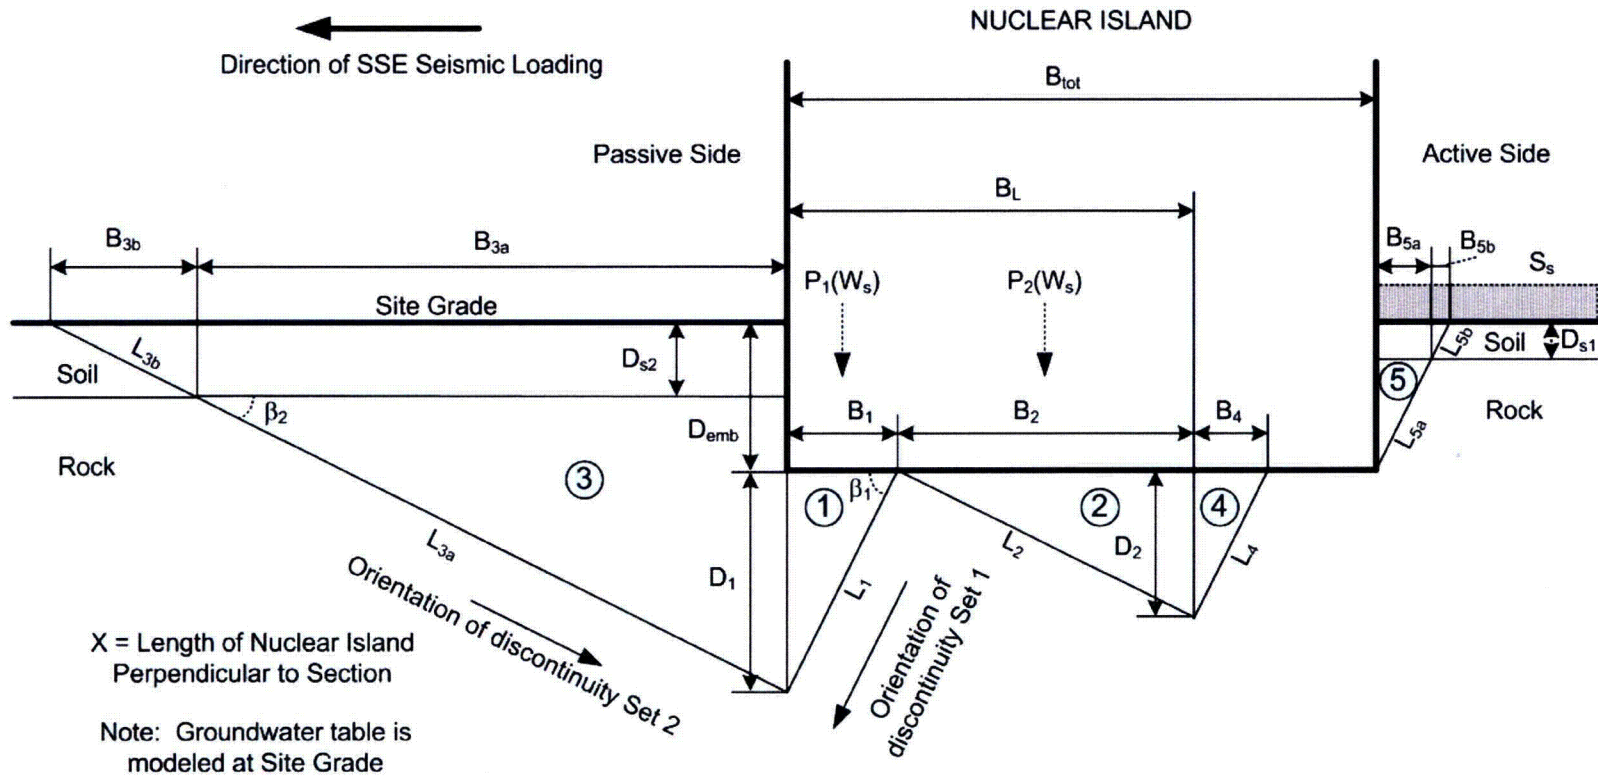 NUCLEAR ISLAND
Direction of SSE Seismic Loading
Btot
Passive Side
Active Side
BL
B3b
B3a
B5a
B5b
P1(Ws)
P2(Ws)
Ss
Site Grade
L3b
Soil
Ds2
Soil
Ds1
L5b
β2
Demb
B1
B2
B4
5
Rock
Rock
L5a
3
1
β1
2
4
L3a
D1
L1
L2
D2
L4
Orientation of discontinuity Set 2
Orientation of
discontinuity Set 1
X = Length of Nuclear Island
Perpendicular to Section
Note: Groundwater table is
modeled at Site Grade